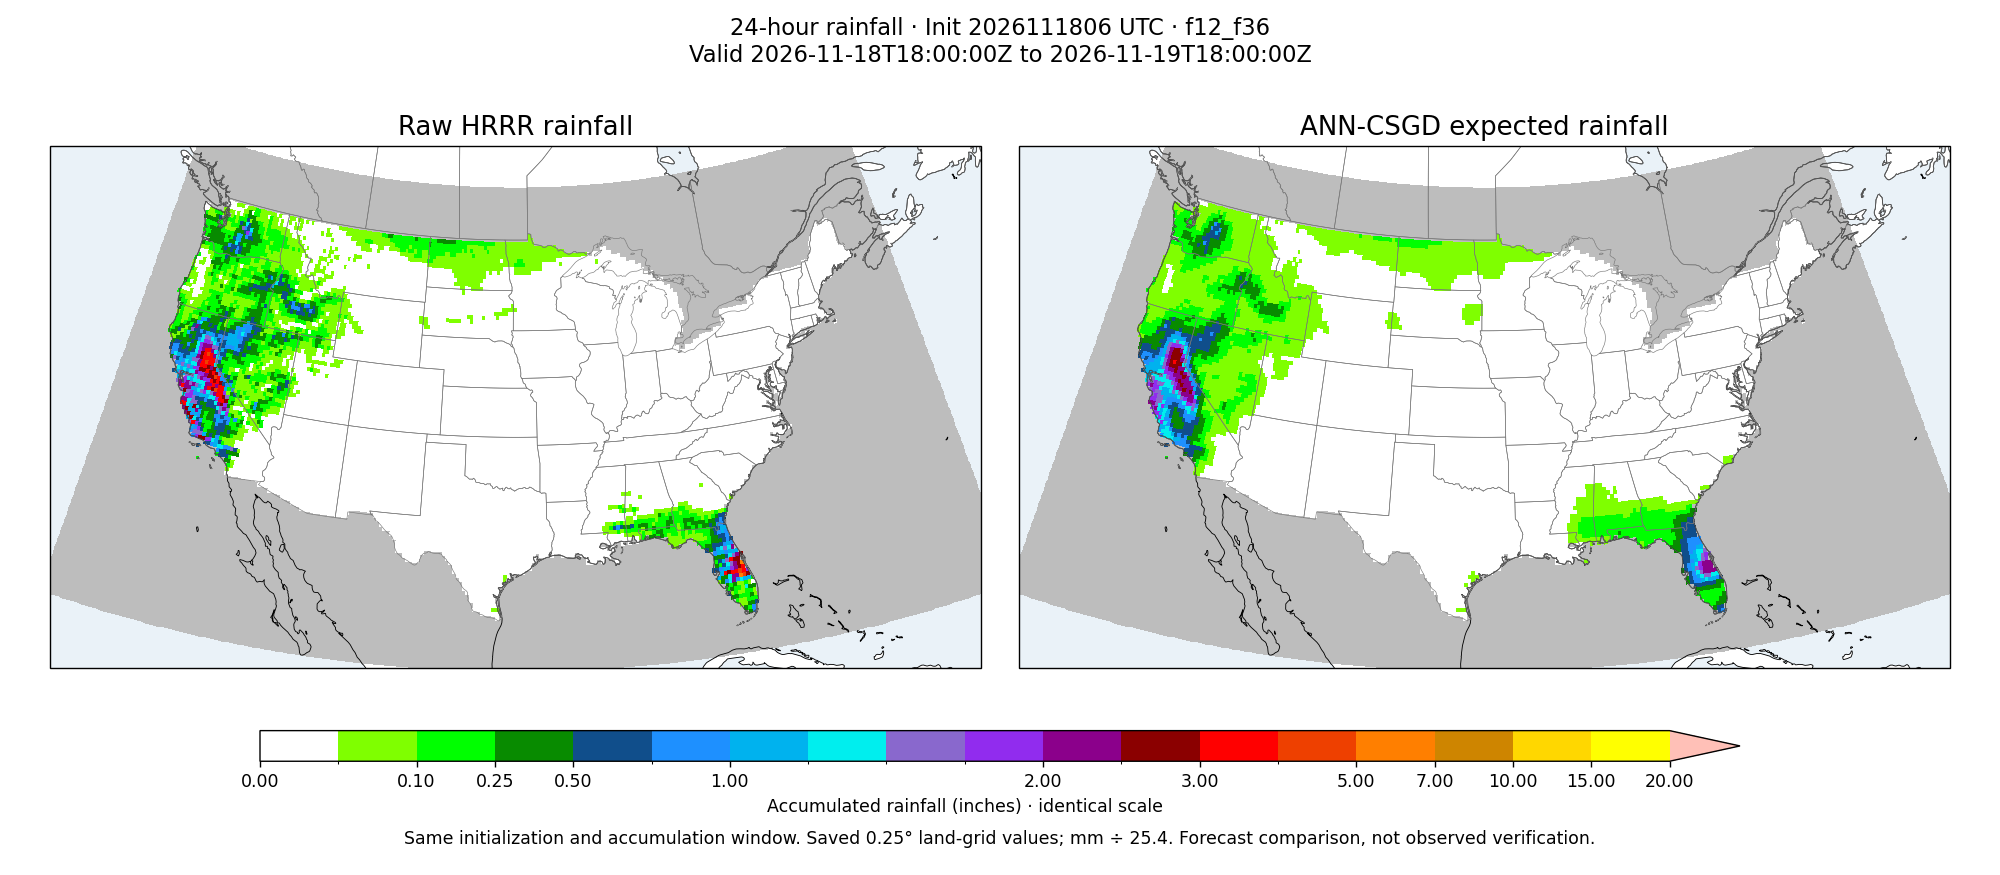 24-hour rainfall · Init 2026111806 UTC · f12_f36
Valid 2026-11-18T18:00:00Z to 2026-11-19T18:00:00Z
Raw HRRR rainfall
ANN-CSGD expected rainfall
0.00 0.10 0.25 0.50 1.00 2.00 3.00 5.00 7.00 10.00 15.00 20.00
Accumulated rainfall (inches) · identical scale
Same initialization and accumulation window. Saved 0.25° land-grid values; mm ÷ 25.4. Forecast comparison, not observed verification.